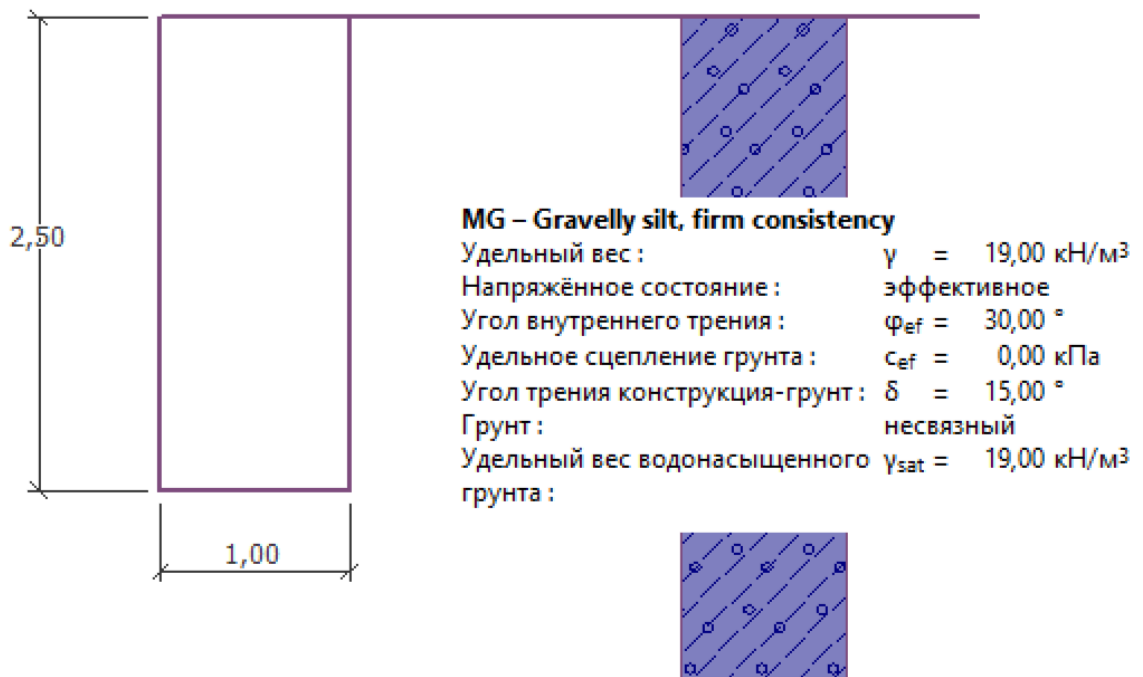 2,50
MG – Gravelly silt, firm consistency
Удельный вес : γ = 19,00 кН/м³
Напряжённое состояние : эффективное
Угол внутреннего трения : φef = 30,00 °
Удельное сцепление грунта : cef = 0,00 кПа
Угол трения конструкция-грунт : δ = 15,00 °
Грунт : несвязный
Удельный вес водонасыщенного γsat = 19,00 кН/м³
грунта :
1,00